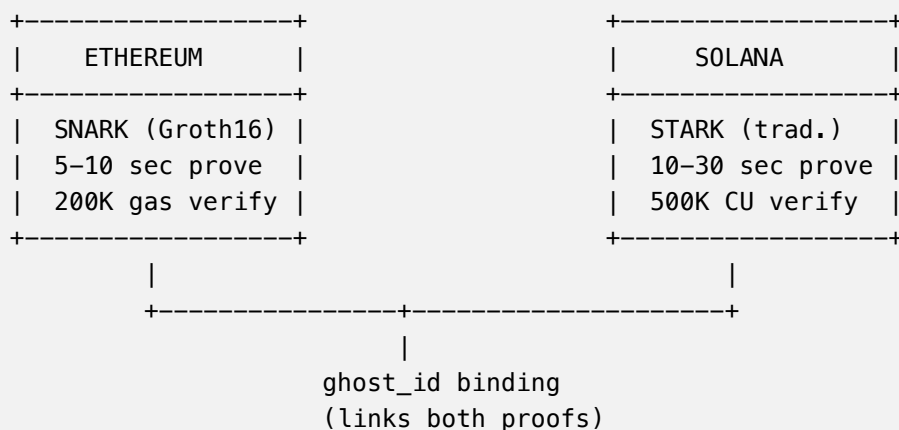 ETHEREUM SOLANA
SNARK (Groth16) STARK (trad.)
5-10 sec prove 10-30 sec prove
200K gas verify 500K CU verify
ghost_id binding
(links both proofs)